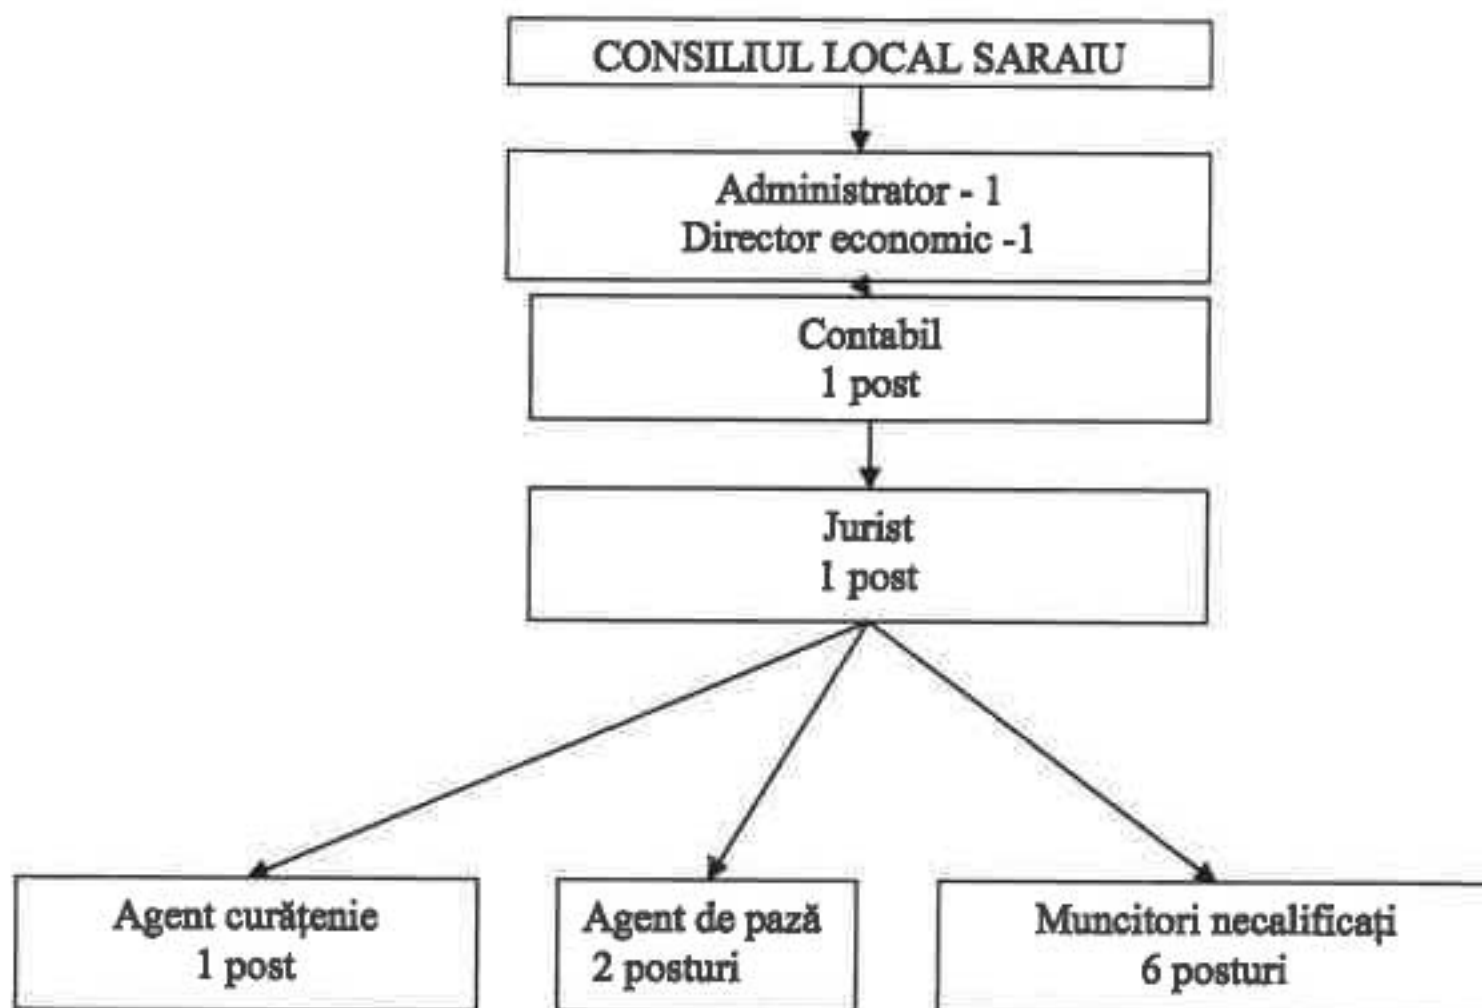 CONSILIUL LOCAL SARAIU
Administrator - 1
Director economic -1
Contabil
1 post
Jurist
1 post
Agent curățenie
1 post
Agent de pază
2 posturi
Muncitori necalificați
6 posturi